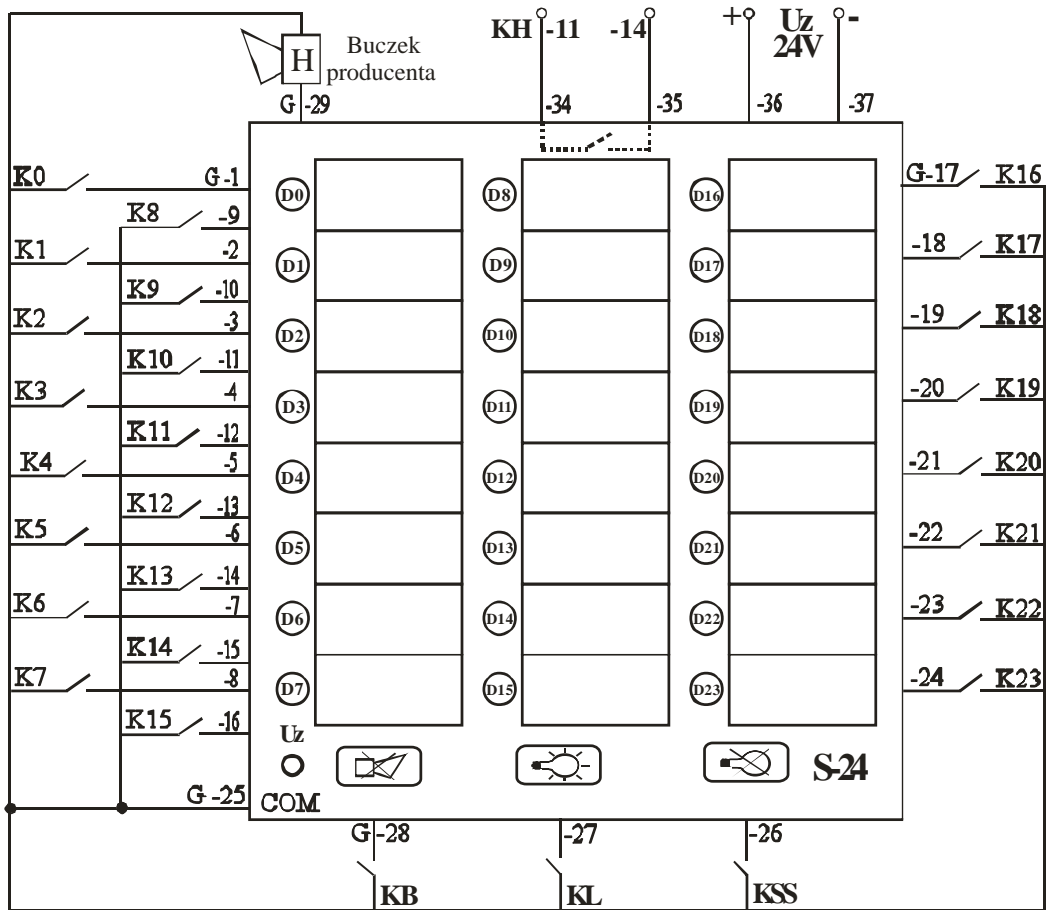 KH -11 -14 + Uz -
24V
H Buczek
producenta
G -29 -34 -35 -36 -37
K0 G-1 D0 D8 D16 G-17 K16
K8 -9
K1 -2 D1 D9 D17 -18 K17
K9 -10
K2 -3 D2 D10 D18 -19 K18
K10 -11
K3 -4 D3 D11 D19 -20 K19
K11 -12
K4 -5 D4 D12 D20 -21 K20
K12 -13
K5 -6 D5 D13 D21 -22 K21
K13 -14
K6 -7 D6 D14 D22 -23 K22
K14 -15
K7 -8 D7 D15 D23 -24 K23
K15 -16
Uz
S-24
G -25 COM
G -28 -27 -26
KB KL KSS